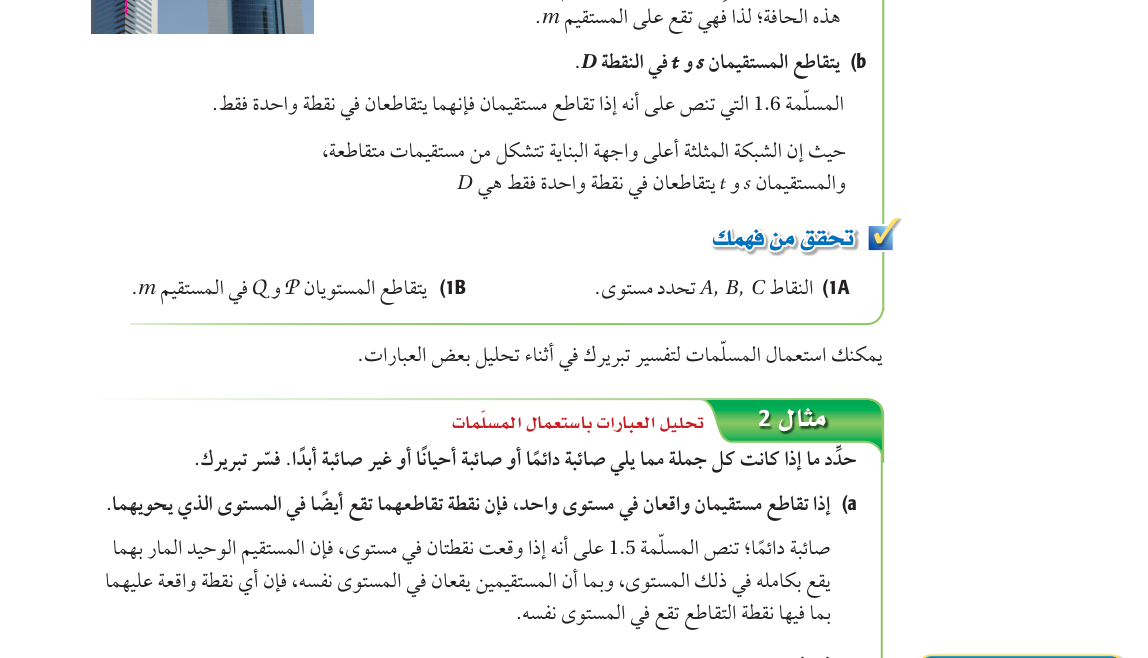 هذه الحافة؛ لذا فهي تقع على المستقيم m.
b) يتقاطع المستقيمان s و t في النقطة D.
المسلّمة 1.6 التي تنص على أنه إذا تقاطع مستقيمان فإنهما يتقاطعان في نقطة واحدة فقط.
حيث إن الشبكة المثلثة أعلى واجهة البناية تتشكل من مستقيمات متقاطعة،
والمستقيمان s و t يتقاطعان في نقطة واحدة فقط هي D
تحقق من فهمك
1A) النقاط A, B, C تحدد مستوى.
1B) يتقاطع المستويان P و Q في المستقيم m.
يمكنك استعمال المسلّمات لتفسير تبريرك في أثناء تحليل بعض العبارات.
مثال 2
تحليل العبارات باستعمال المسلّمات
حدِّد ما إذا كانت كل جملة مما يلي صائبة دائمًا أو صائبة أحيانًا أو غير صائبة أبدًا. فسّر تبريرك.
a) إذا تقاطع مستقيمان واقعان في مستوى واحد، فإن نقطة تقاطعهما تقع أيضًا في المستوى الذي يحويهما.
صائبة دائمًا؛ تنص المسلّمة 1.5 على أنه إذا وقعت نقطتان في مستوى، فإن المستقيم الوحيد المار بهما
يقع بكامله في ذلك المستوى، وبما أن المستقيمين يقعان في المستوى نفسه، فإن أي نقطة واقعة عليهما
بما فيها نقطة التقاطع تقع في المستوى نفسه.